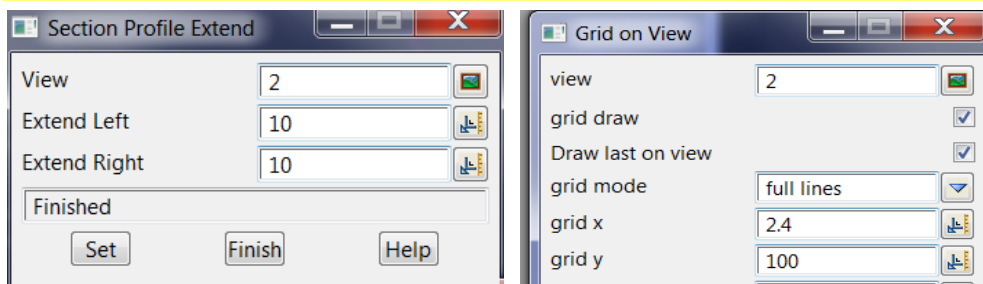 Section Profile Extend
View 2
Extend Left 10
Extend Right 10
Finished
Set Finish Help
Grid on View
view 2
grid draw
Draw last on view
grid mode full lines
grid x 2.4
grid y 100